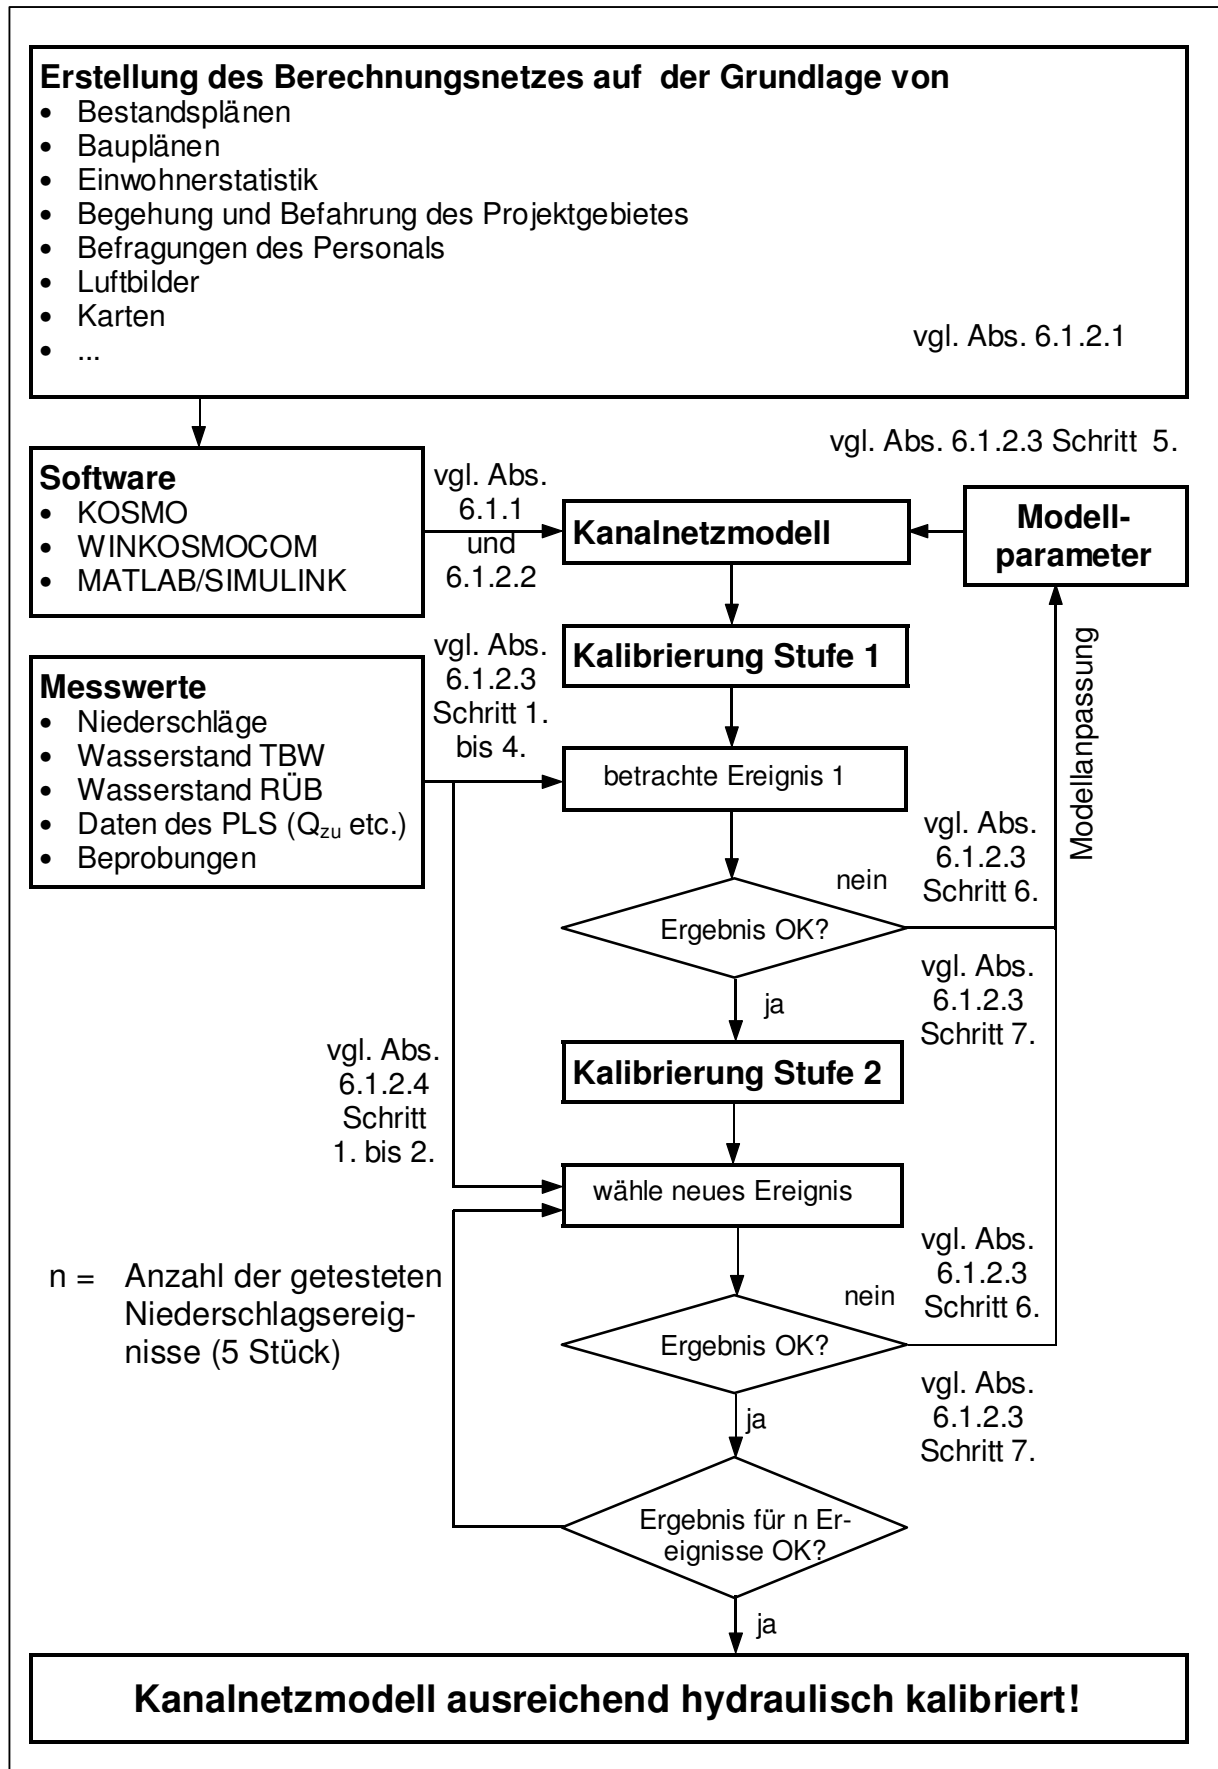 Erstellung des Berechnungsnetzes auf der Grundlage von
• Bestandsplänen
• Bauplänen
• Einwohnerstatistik
• Begehung und Befahrung des Projektgebietes
• Befragungen des Personals
• Luftbilder
• Karten
• ...
vgl. Abs. 6.1.2.1
vgl. Abs. 6.1.2.3 Schritt 5.
Software
• KOSMO
• WINKOSMOCOM
• MATLAB/SIMULINK
vgl. Abs.
6.1.1
und
6.1.2.2
Kanalnetzmodell
Modell-
parameter
Kalibrierung Stufe 1
Messwerte
• Niederschläge
• Wasserstand TBW
• Wasserstand RÜB
• Daten des PLS (Qzu etc.)
• Beprobungen
vgl. Abs.
6.1.2.3
Schritt 1.
bis 4.
betrachte Ereignis 1
Modellanpassung
nein
vgl. Abs.
6.1.2.3
Schritt 6.
Ergebnis OK?
vgl. Abs.
6.1.2.3
Schritt 7.
ja
Kalibrierung Stufe 2
vgl. Abs.
6.1.2.4
Schritt
1. bis 2.
wähle neues Ereignis
n = Anzahl der getesteten
Niederschlagsereig-
nisse (5 Stück)
nein
vgl. Abs.
6.1.2.3
Schritt 6.
Ergebnis OK?
vgl. Abs.
6.1.2.3
Schritt 7.
ja
Ergebnis für n Er-
eignisse OK?
ja
Kanalnetzmodell ausreichend hydraulisch kalibriert!